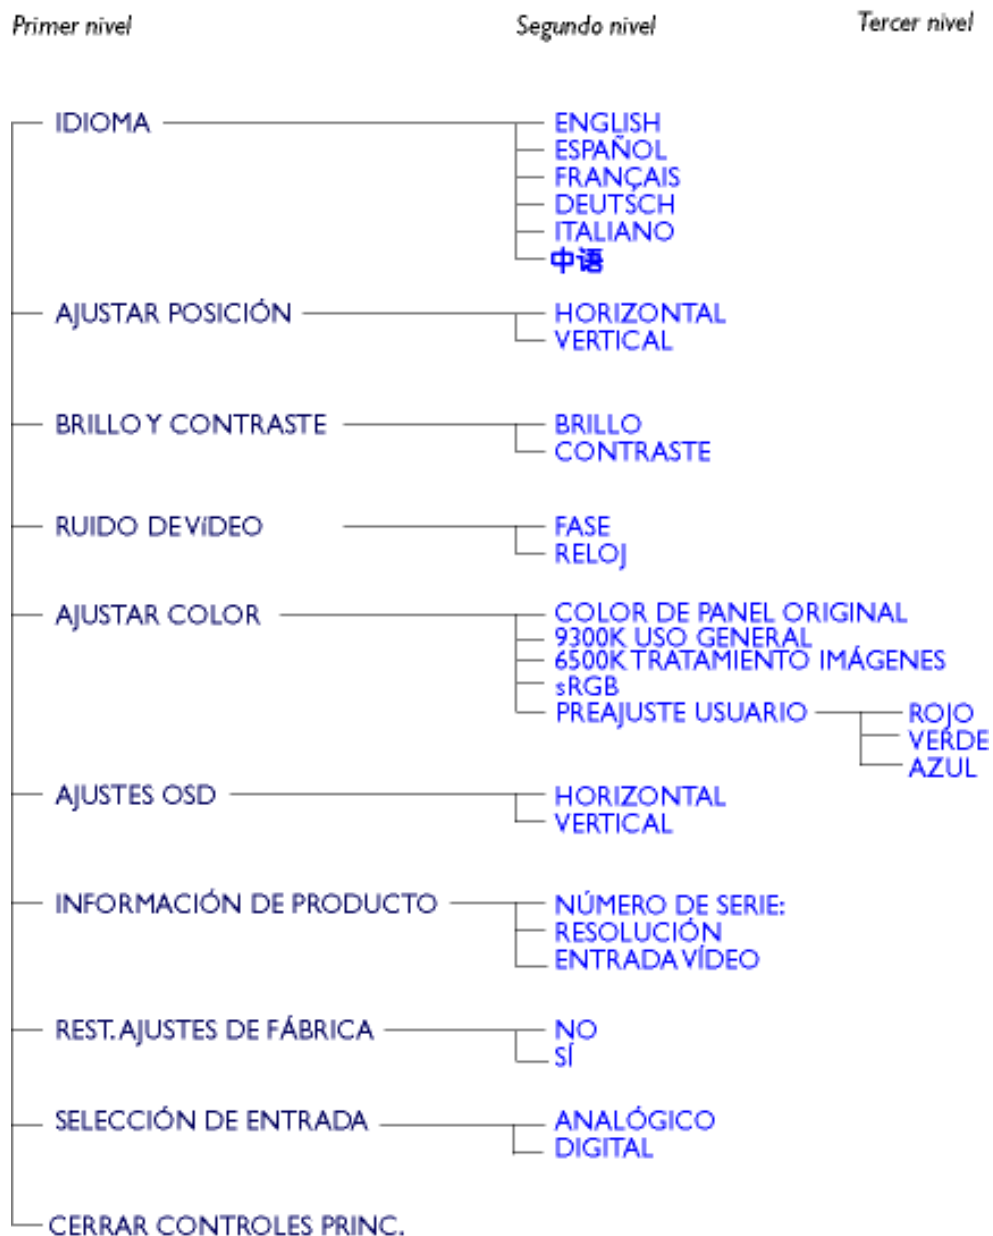 Primer nivel Segundo nivel Tercer nivel
IDIOMA ENGLISH
ESPAÑOL
FRANÇAIS
DEUTSCH
ITALIANO
中语
AJUSTAR POSICIÓN HORIZONTAL
VERTICAL
BRILLO Y CONTRASTE BRILLO
CONTRASTE
RUIDO DE VíDEO FASE
RELOJ
AJUSTAR COLOR COLOR DE PANEL ORIGINAL
9300K USO GENERAL
6500K TRATAMIENTO IMÁGENES
sRGB
PREAJUSTE USUARIO ROJO
VERDE
AZUL
AJUSTES OSD HORIZONTAL
VERTICAL
INFORMACIÓN DE PRODUCTO NÚMERO DE SERIE:
RESOLUCIÓN
ENTRADA VÍDEO
REST. AJUSTES DE FÁBRICA NO
SÍ
SELECCIÓN DE ENTRADA ANALÓGICO
DIGITAL
CERRAR CONTROLES PRINC.